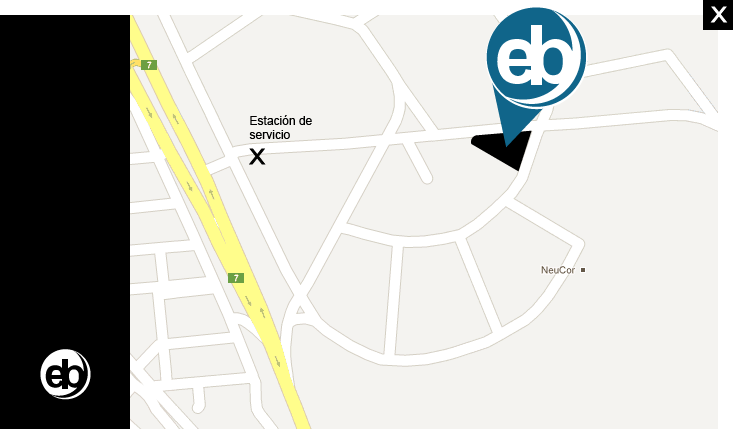 X
eb
7
Estación de
servicio
X
NeuCor
7
eb